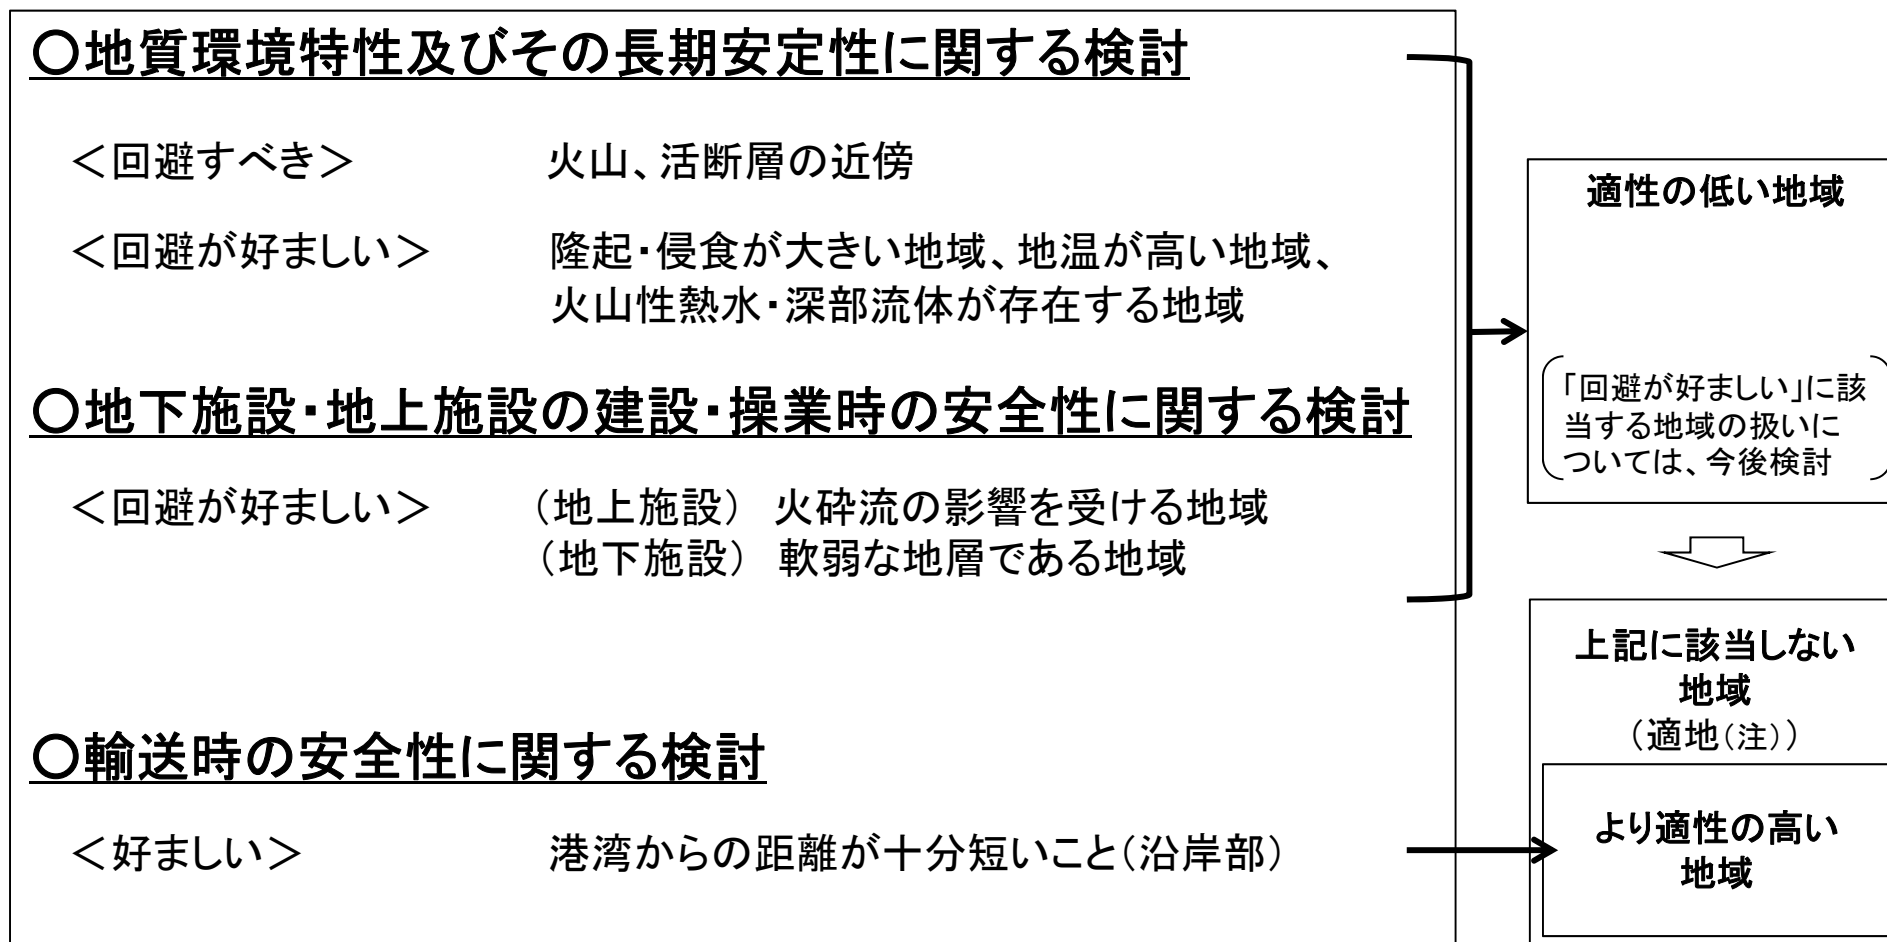 〇地質環境特性及びその長期安定性に関する検討
＜回避すべき＞ 火山、活断層の近傍
＜回避が好ましい＞ 隆起・侵食が大きい地域、地温が高い地域、
火山性熱水・深部流体が存在する地域
〇地下施設・地上施設の建設・操業時の安全性に関する検討
＜回避が好ましい＞ （地上施設） 火砕流の影響を受ける地域
（地下施設） 軟弱な地層である地域
〇輸送時の安全性に関する検討
＜好ましい＞ 港湾からの距離が十分短いこと（沿岸部）
適性の低い地域
「回避が好ましい」に該
当する地域の扱いに
ついては、今後検討
上記に該当しない
地域
（適地（注））
より適性の高い
地域